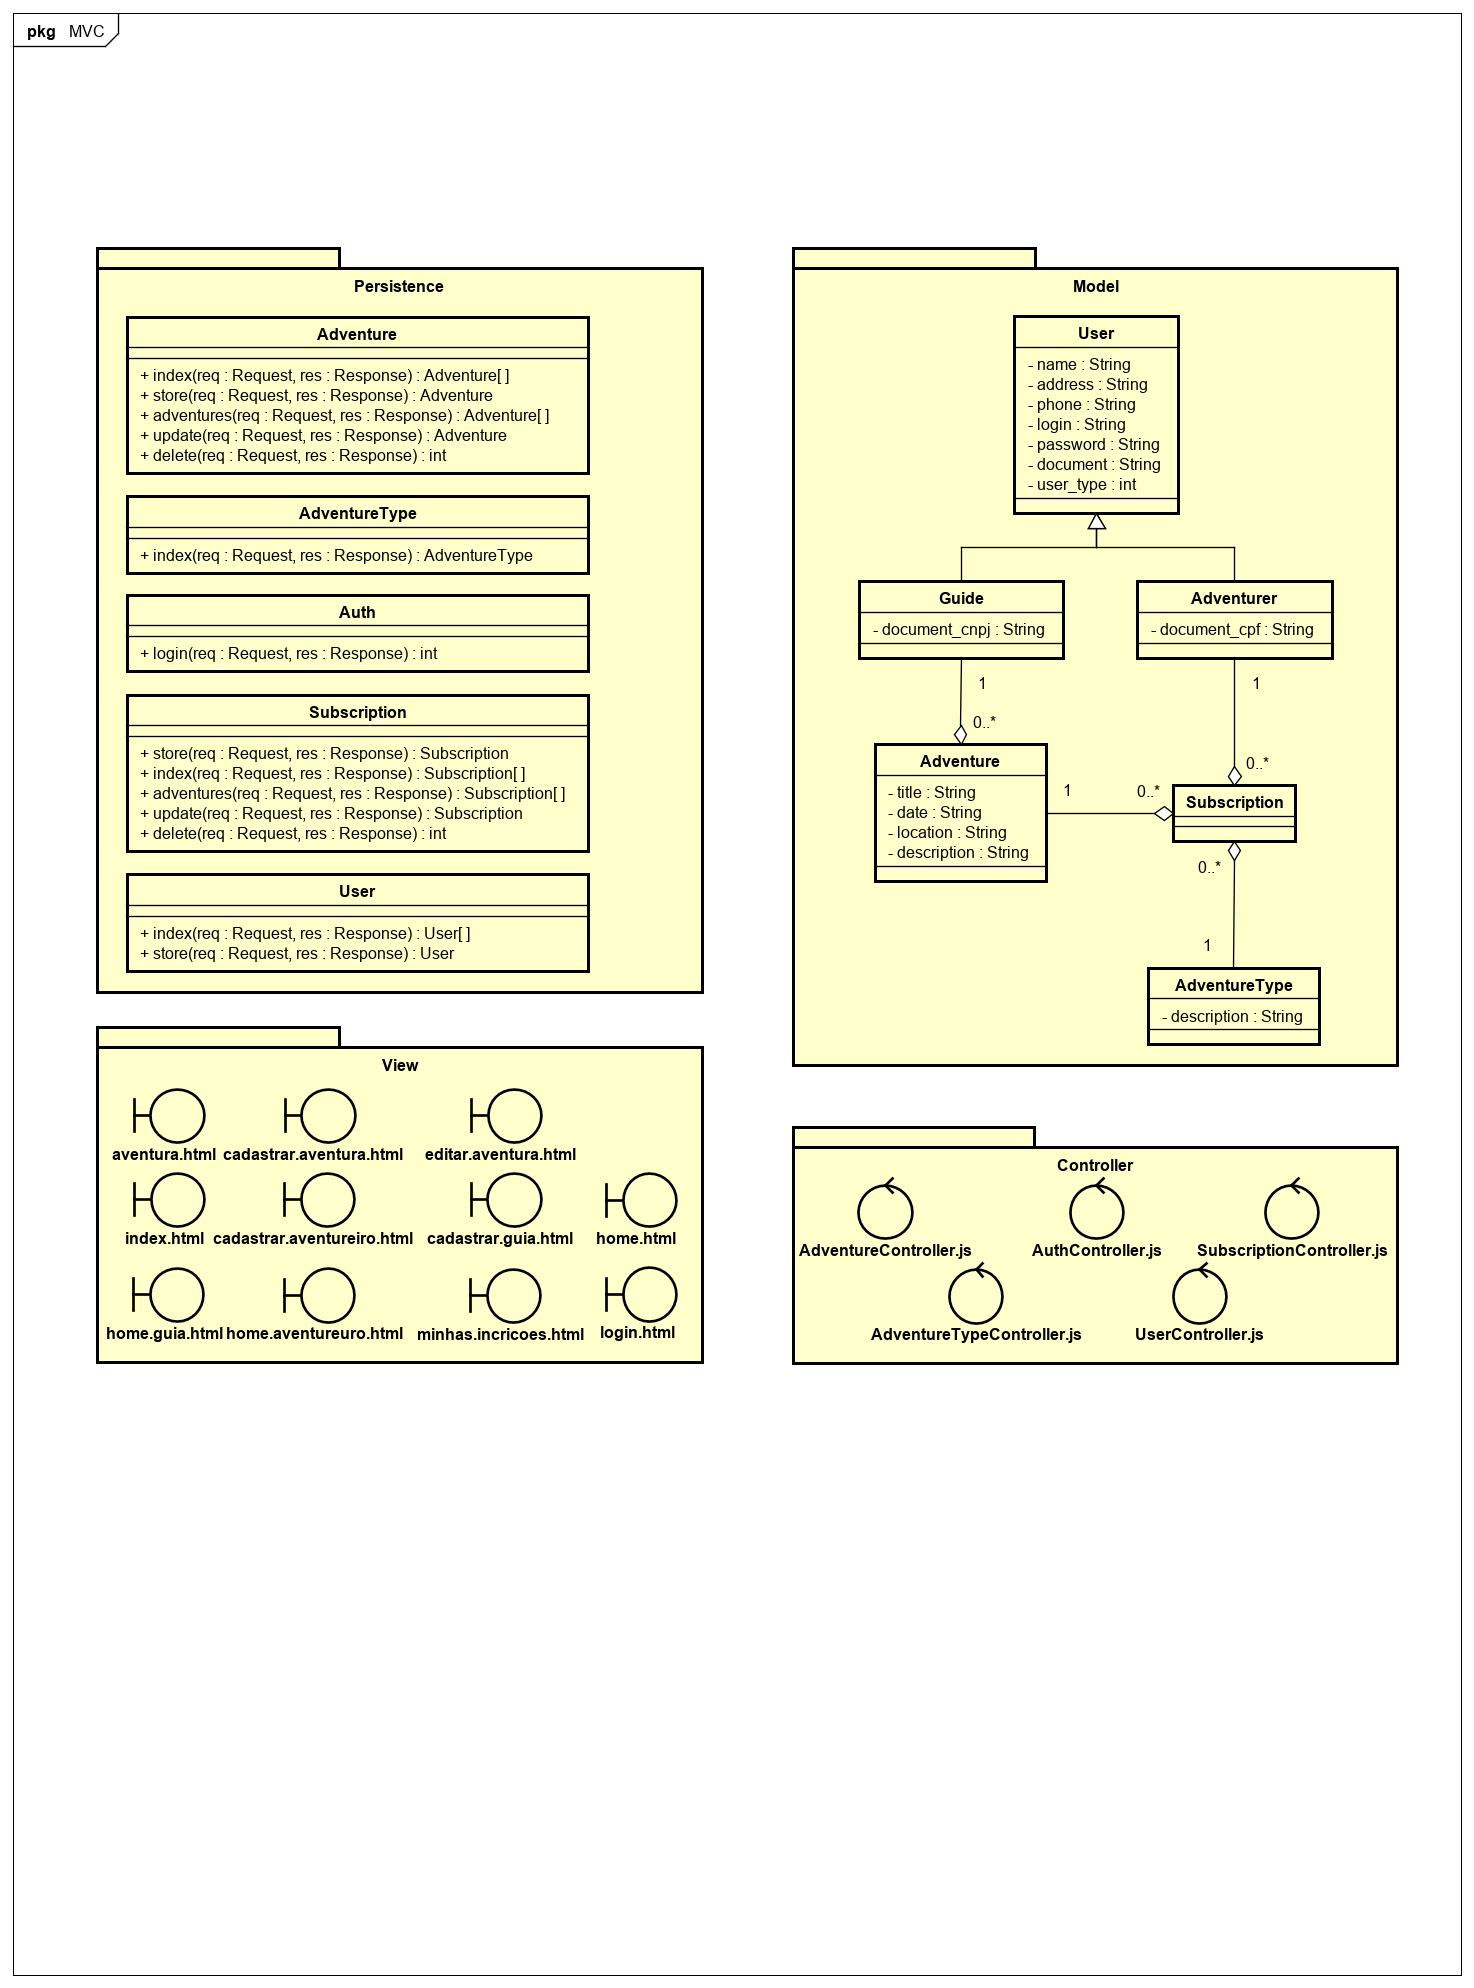 pkg MVC
Persistence
Adventure
+ index(req : Request, res : Response) : Adventure[ ]
+ store(req : Request, res : Response) : Adventure
+ adventures(req : Request, res : Response) : Adventure[ ]
+ update(req : Request, res : Response) : Adventure
+ delete(req : Request, res : Response) : int
AdventureType
+ index(req : Request, res : Response) : AdventureType
Auth
+ login(req : Request, res : Response) : int
Subscription
+ store(req : Request, res : Response) : Subscription
+ index(req : Request, res : Response) : Subscription[ ]
+ adventures(req : Request, res : Response) : Subscription[ ]
+ update(req : Request, res : Response) : Subscription
+ delete(req : Request, res : Response) : int
User
+ index(req : Request, res : Response) : User[ ]
+ store(req : Request, res : Response) : User
Model
User
- name : String
- address : String
- phone : String
- login : String
- password : String
- document : String
- user_type : int
Guide
- document_cnpj : String
Adventurer
- document_cpf : String
1
0..*
1
0..*
Adventure
- title : String
- date : String
- location : String
- description : String
1
0..*
Subscription
0..*
1
AdventureType
- description : String
View
aventura.html
cadastrar.aventura.html
editar.aventura.html
index.html
cadastrar.aventureiro.html
cadastrar.guia.html
home.html
home.guia.html
home.aventureuro.html
minhas.incricoes.html
login.html
Controller
AdventureController.js
AuthController.js
SubscriptionController.js
AdventureTypeController.js
UserController.js